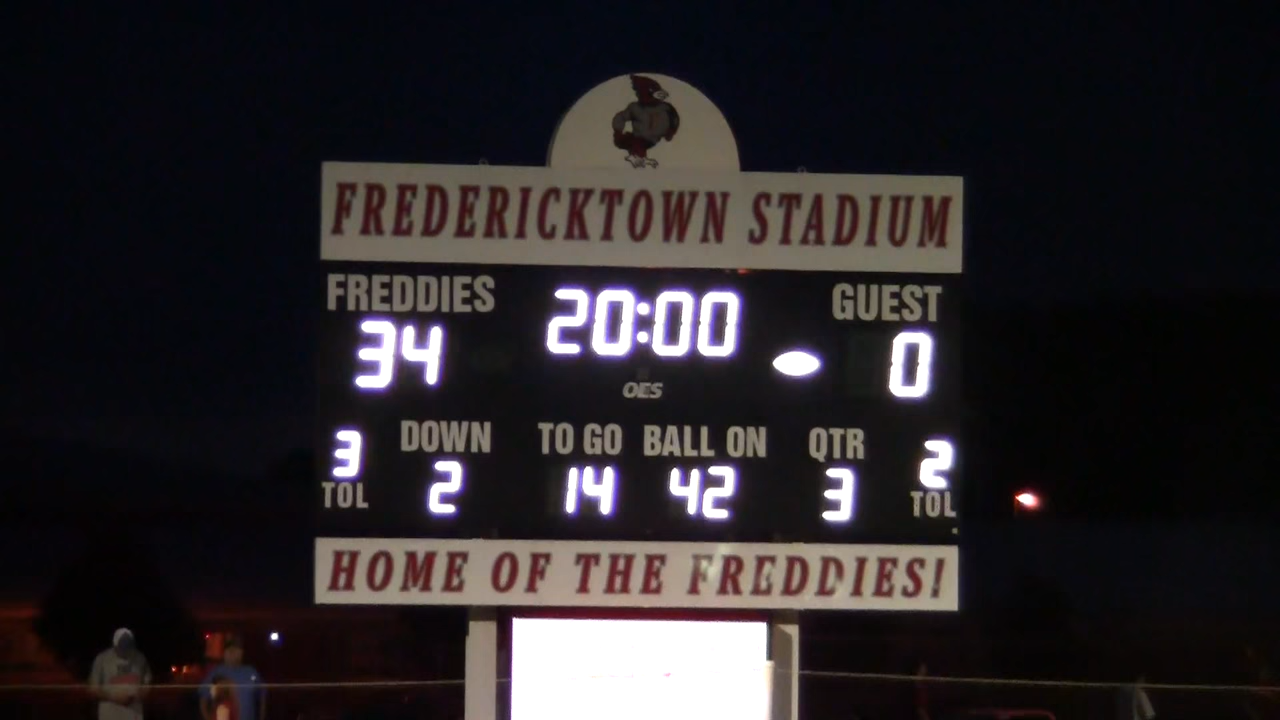 FREDERICKTOWN STADIUM
FREDDIES 20:00 GUEST
34 0
OES
DOWN TO GO BALL ON QTR
3 2 14 42 3 2
TOL TOL
HOME OF THE FREDDIES!